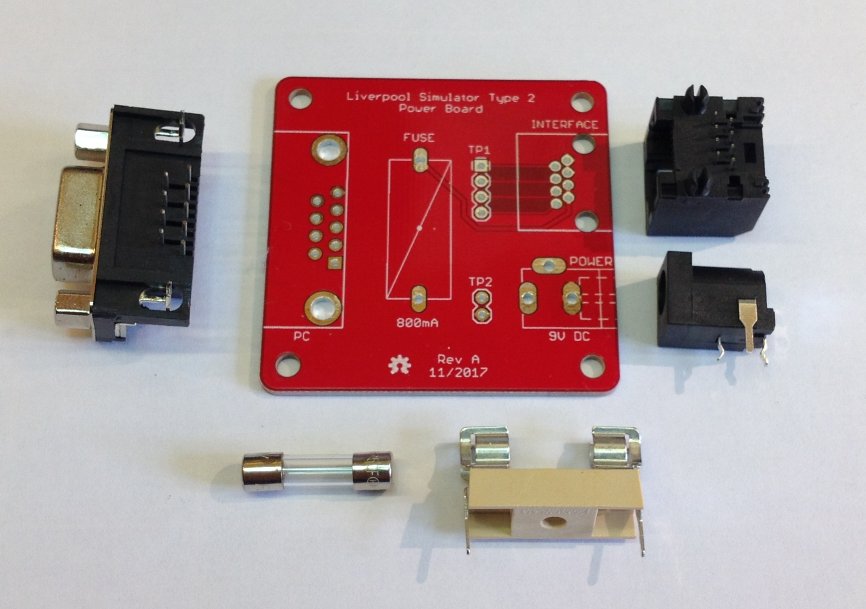 Liverpool Simulator Type 2
Power Board
INTERFACE
FUSE
TP1
POWER
TP2
800mA
PC
9V DC
Rev A
11/2017